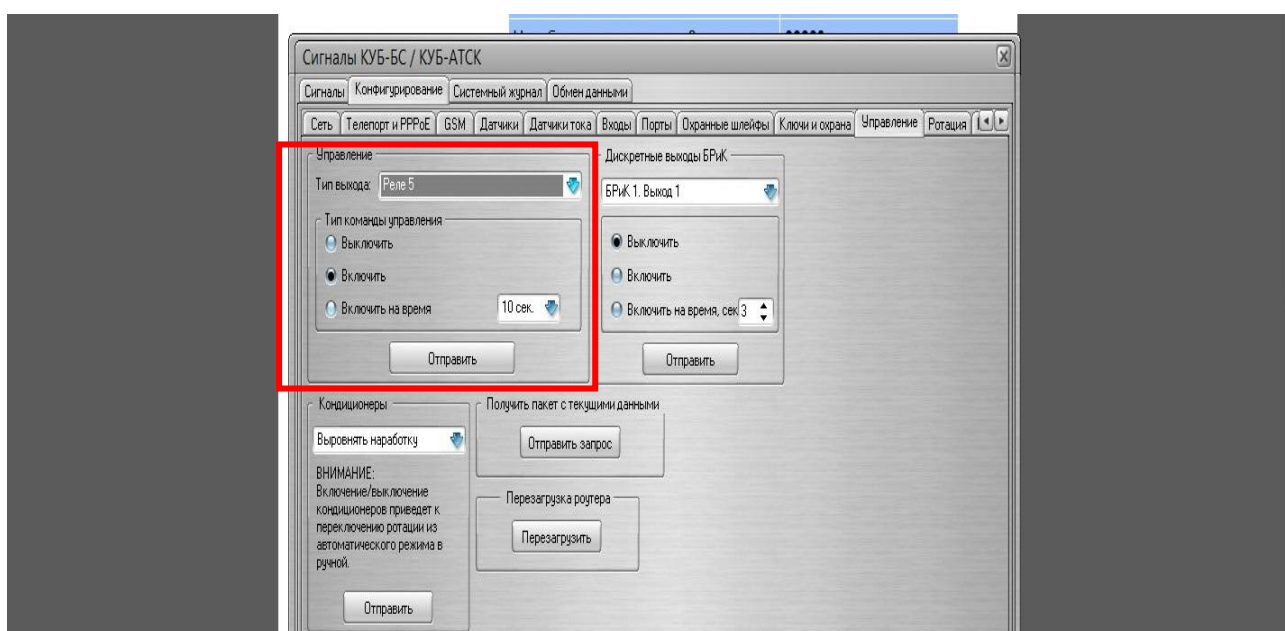 Сигналы КУБ-БС / КУБ-АТСК
Сигналы Конфигурирование Системный журнал Обмен данными
Сеть Телепорт и PPPoE GSM Датчики Датчики тока Входы Порты Охранные шлейфы Ключи и охрана Управление Ротация
Управление
Тип выхода: Реле 5
Тип команды управления
Выключить
Включить
Включить на время 10 сек.
Отправить
Дискретные выходы БРиК
БРиК 1. Выход 1
Выключить
Включить
Включить на время, сек 3
Отправить
Кондиционеры
Выровнять наработку
ВНИМАНИЕ:
Включение/выключение
кондиционеров приведет к
переключению ротации из
автоматического режима в
ручной.
Отправить
Получить пакет с текущими данными
Отправить запрос
Перезагрузка роутера
Перезагрузить